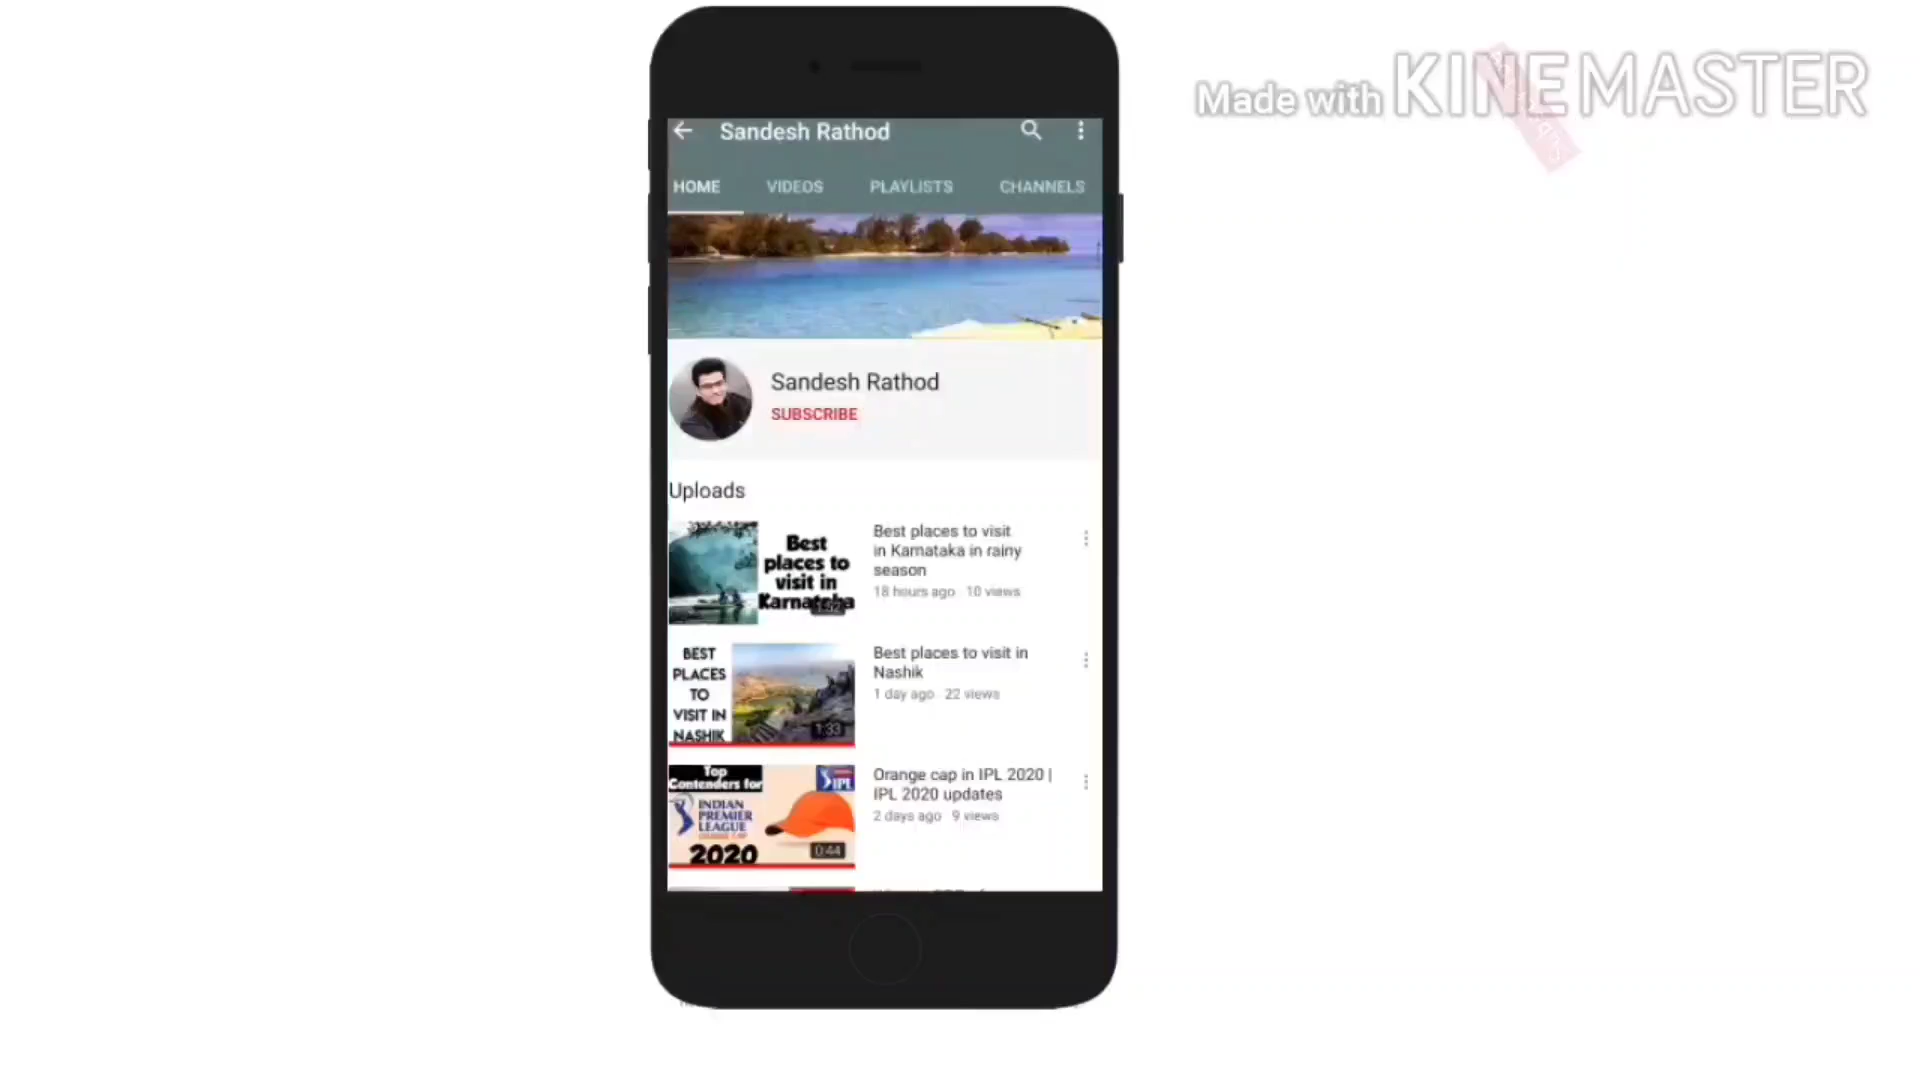 Made with KINEMASTER
Sandesh Rathod
HOME VIDEOS PLAYLISTS CHANNELS
Sandesh Rathod
SUBSCRIBE
Uploads
Best
places to
visit in
Karnatcha
Best places to visit
in Karnataka in rainy
season
18 hours ago 10 views
BEST
PLACES
TO
VISIT IN
NASHIK
1:33
Best places to visit in
Nashik
1 day ago 22 views
Top
Contenders for
IPL
INDIAN
PREMIER
LEAGUE
2020
0:44
Orange cap in IPL 2020 |
IPL 2020 updates
2 days ago 9 views